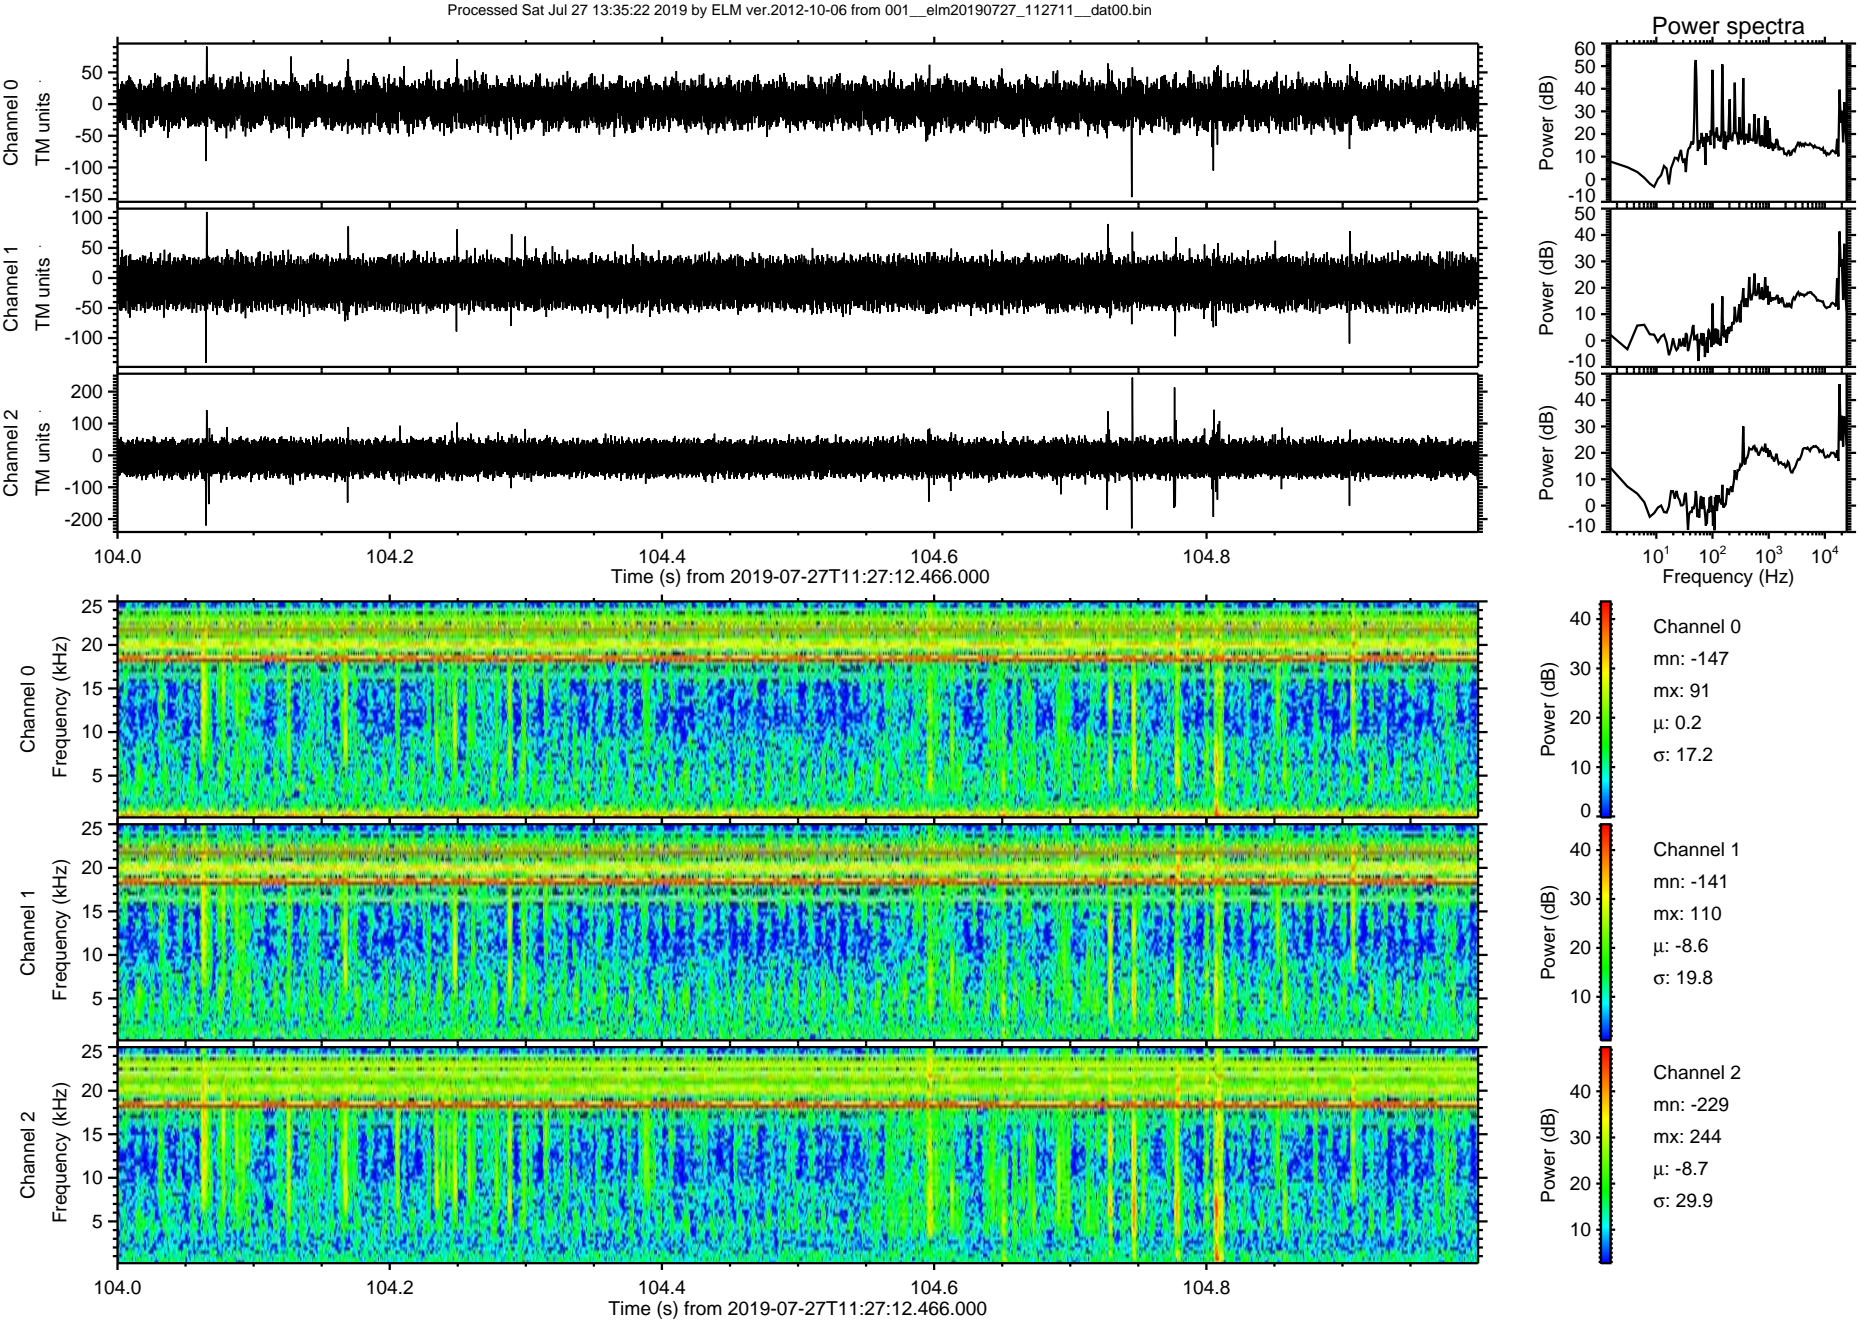 Processed Sat Jul 27 13:35:22 2019 by ELM ver.2012-10-06 from 001__elm20190727_112711__dat00.bin
Power spectra
Channel 0
TM units
50
0
-50
-100
-150
Power (dB)
60
50
40
30
20
10
0
-10
Channel 1
TM units
100
50
0
-50
-100
Power (dB)
50
40
30
20
10
0
-10
Channel 2
TM units
200
100
0
-100
-200
Power (dB)
50
40
30
20
10
0
-10
104.0 104.2 104.4 104.6 104.8
Time (s) from 2019-07-27T11:27:12.466.000
10¹ 10² 10³ 10⁴
Frequency (Hz)
Channel 0
Frequency (kHz)
25
20
15
10
5
Power (dB)
40
30
20
10
0
Channel 0
mn: -147
mx: 91
µ: 0.2
σ: 17.2
Channel 1
Frequency (kHz)
25
20
15
10
5
Power (dB)
40
30
20
10
Channel 1
mn: -141
mx: 110
µ: -8.6
σ: 19.8
Channel 2
Frequency (kHz)
25
20
15
10
5
Power (dB)
40
30
20
10
Channel 2
mn: -229
mx: 244
µ: -8.7
σ: 29.9
104.0 104.2 104.4 104.6 104.8
Time (s) from 2019-07-27T11:27:12.466.000